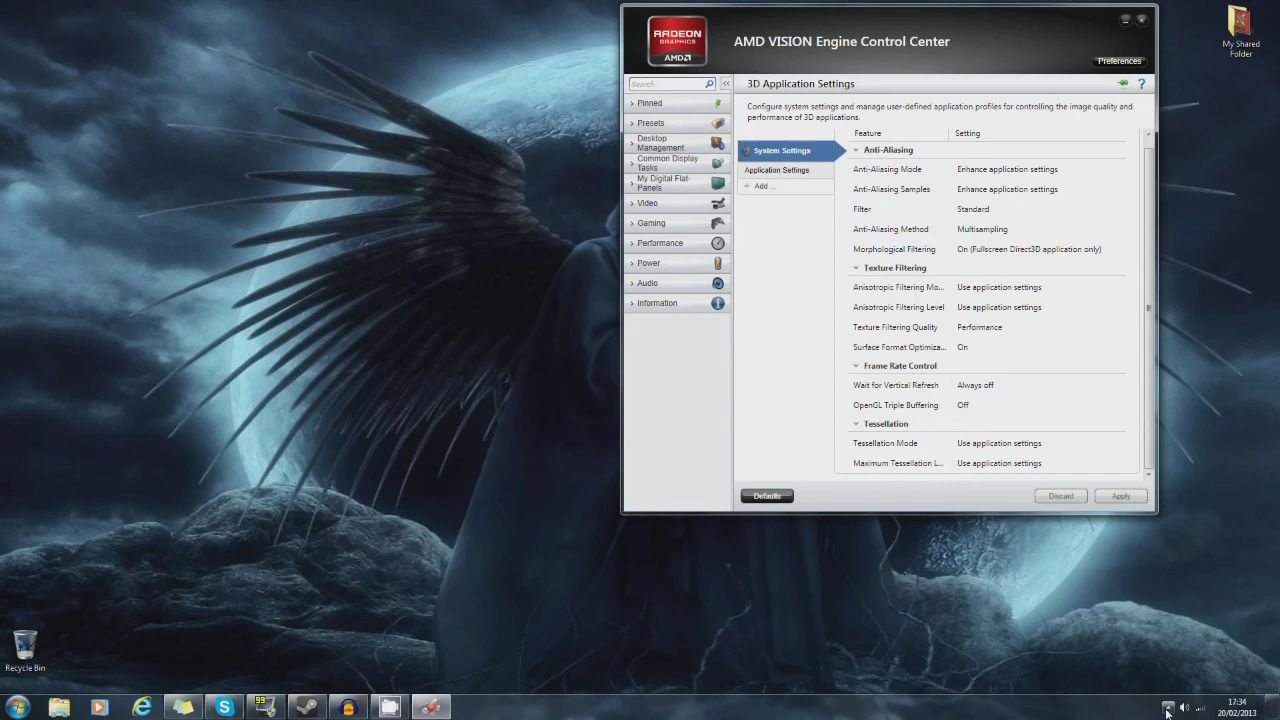 RADEON
GRAPHICS
AMD
AMD VISION Engine Control Center
Preferences
My Shared
Folder
Search
3D Application Settings
Configure system settings and manage user-defined application profiles for controlling the image quality and
performance of 3D applications.
Pinned
Presets
Desktop
Management
Common Display
Tasks
My Digital Flat-
Panels
Video
Gaming
Performance
Power
Audio
Information
System Settings
Application Settings
Add ...
Feature Setting
Anti-Aliasing
Anti-Aliasing Mode Enhance application settings
Anti-Aliasing Samples Enhance application settings
Filter Standard
Anti-Aliasing Method Multisampling
Morphological Filtering On (Fullscreen Direct3D application only)
Texture Filtering
Anisotropic Filtering Mo... Use application settings
Anisotropic Filtering Level Use application settings
Texture Filtering Quality Performance
Surface Format Optimiza... On
Frame Rate Control
Wait for Vertical Refresh Always off
OpenGL Triple Buffering Off
Tessellation
Tessellation Mode Use application settings
Maximum Tessellation L... Use application settings
Defaults
Discard
Apply
Recycle Bin
99
17:34
20/02/2013